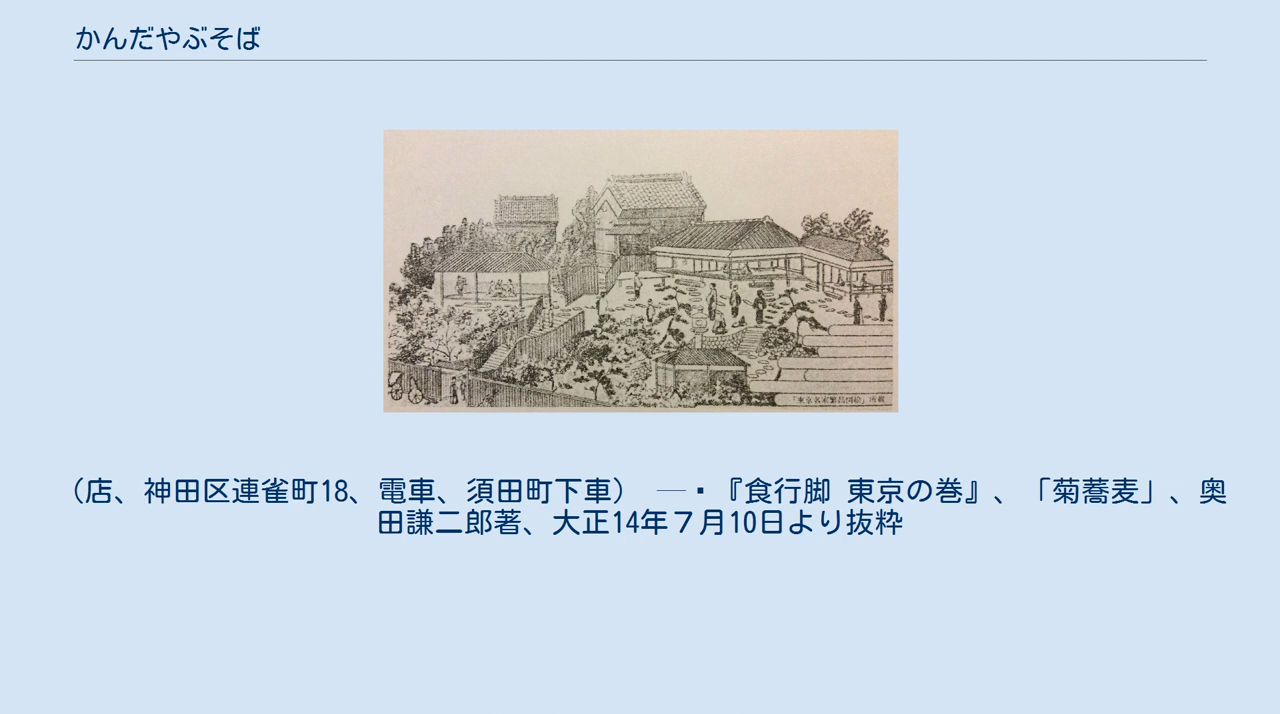 かんだやぶそば
「東京名家繁昌図絵」所載
（店、神田区連雀町18、電車、須田町下車） ─・『食行脚 東京の巻』、「菊蕎麦」、奥
田謙二郎著、大正14年７月10日より抜粋